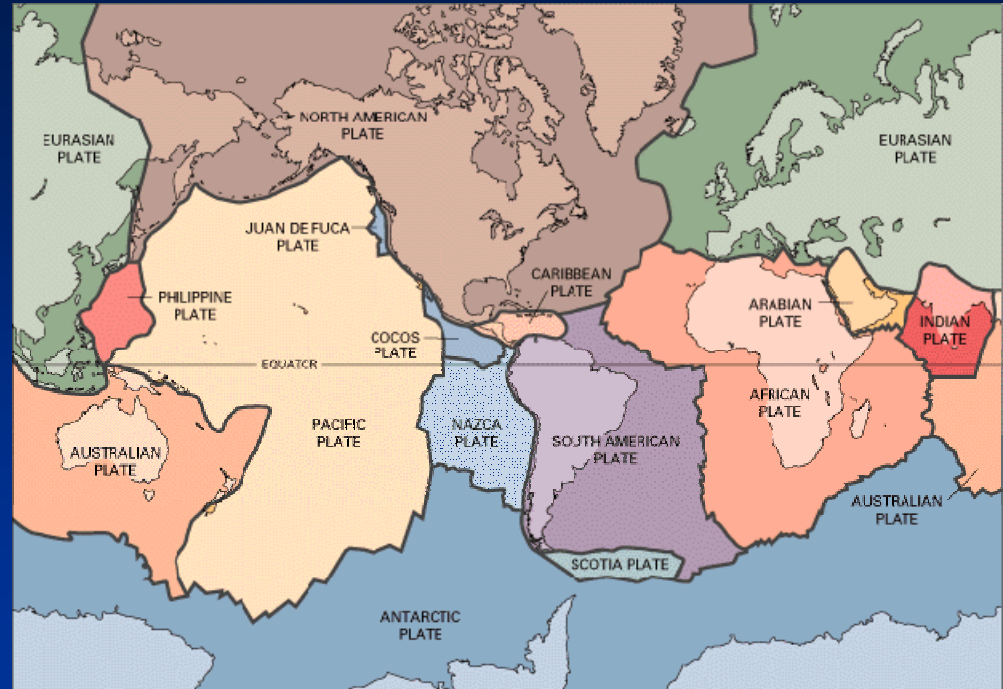 NORTH AMERICAN
PLATE
EURASIAN
PLATE
EURASIAN
PLATE
JUAN DE FUCA
PLATE
CARIBBEAN
PLATE
PHILIPPINE
PLATE
ARABIAN
PLATE
INDIAN
PLATE
COCOS
PLATE
EQUATOR
AFRICAN
PLATE
PACIFIC
PLATE
NAZCA
PLATE
SOUTH AMERICAN
PLATE
AUSTRALIAN
PLATE
AUSTRALIAN
PLATE
SCOTIA PLATE
ANTARCTIC
PLATE